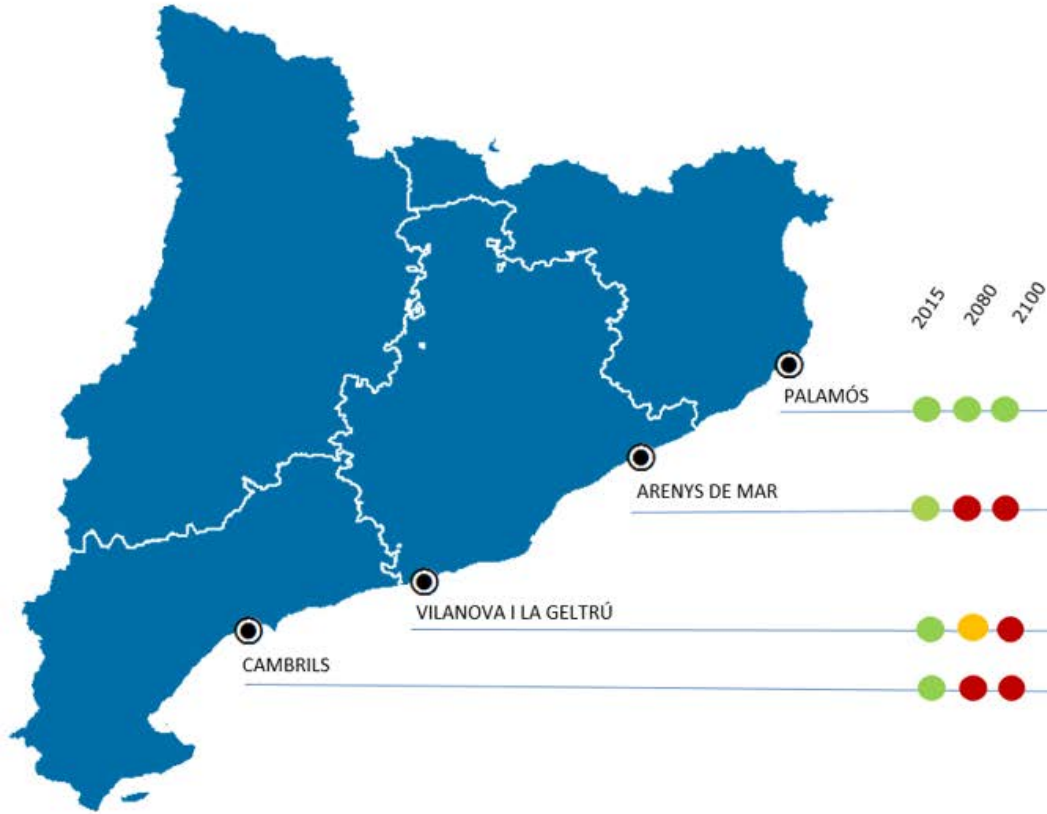 2015 2080 2100
PALAMÓS
ARENYS DE MAR
VILANOVA I LA GELTRÚ
CAMBRILS